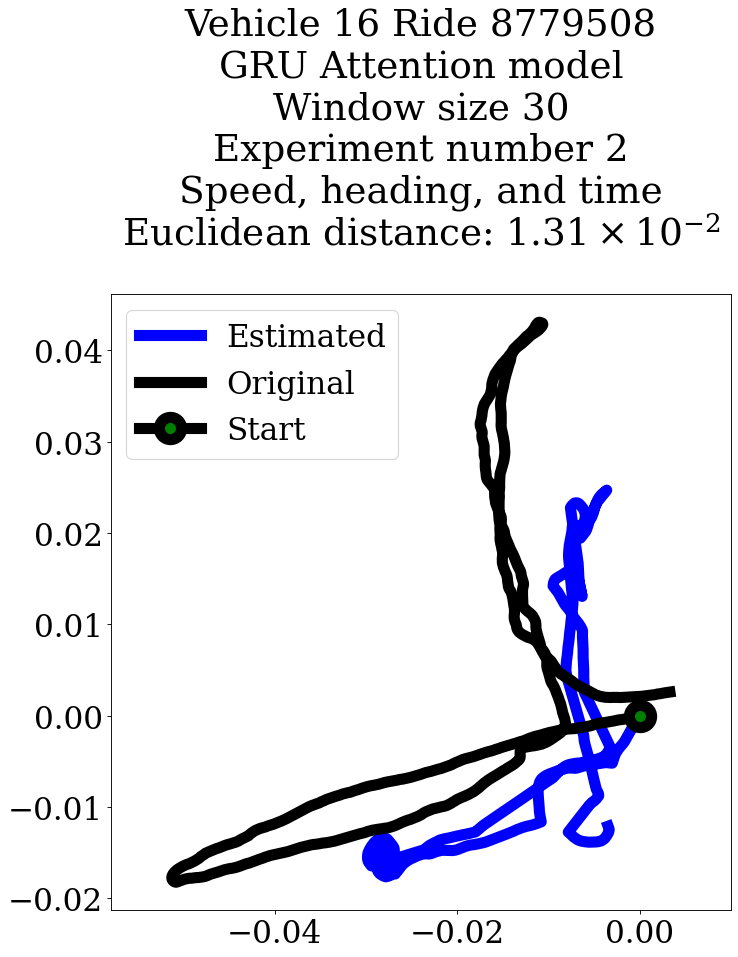 Vehicle 16 Ride 8779508
GRU Attention model
Window size 30
Experiment number 2
Speed, heading, and time
Euclidean distance: 1.31 × 10⁻²
Estimated
Original
Start
0.04
0.03
0.02
0.01
0.00
−0.01
−0.02
−0.04
−0.02
0.00